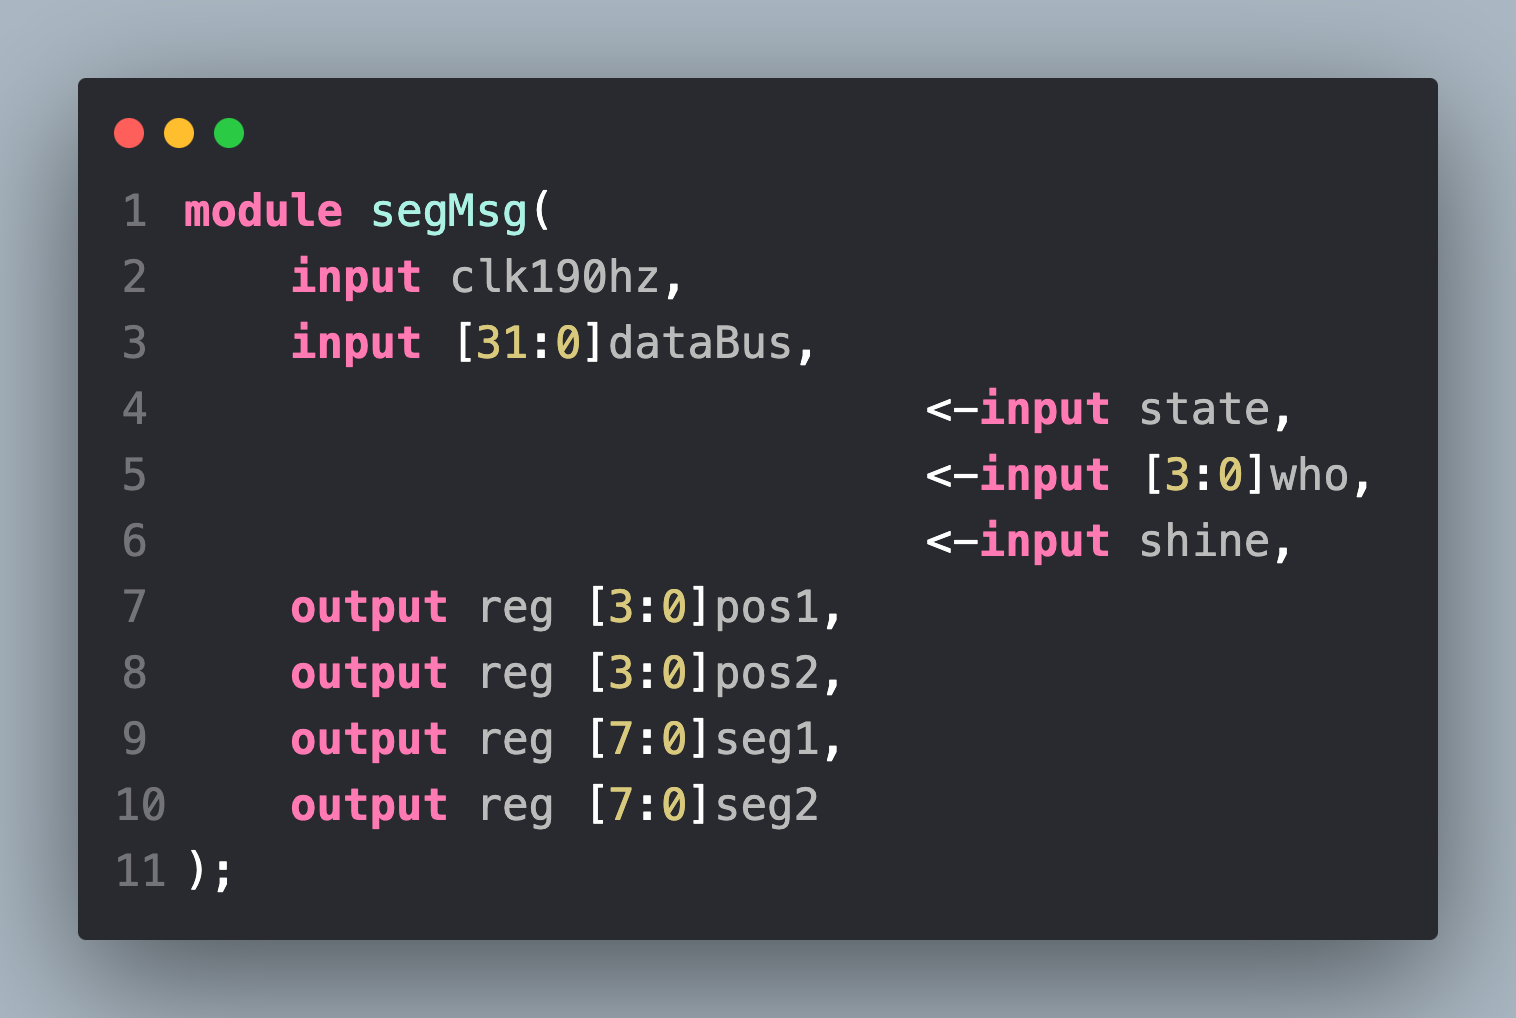 1 module segMsg(
2     input clk190hz,
3     input [31:0]dataBus,
4                             <-input state,
5                             <-input [3:0]who,
6                             <-input shine,
7     output reg [3:0]pos1,
8     output reg [3:0]pos2,
9     output reg [7:0]seg1,
10     output reg [7:0]seg2
11 );